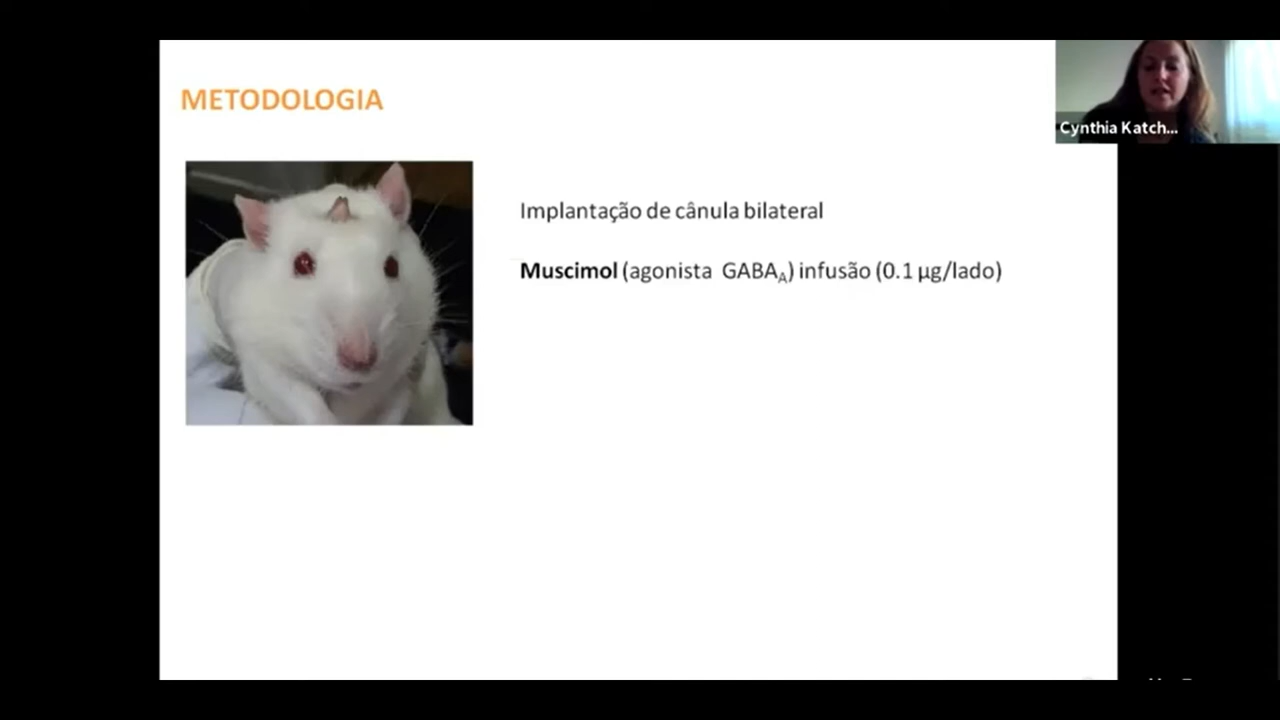 METODOLOGIA
Cynthia Katch...
Implantação de cânula bilateral
Muscimol (agonista GABAA) infusão (0.1 µg/lado)